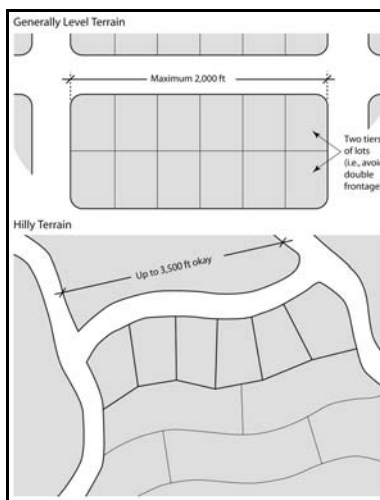 Generally Level Terrain
Maximum 2,000 ft
Two tiers
of lots
(i.e., avoid
double
frontage
Hilly Terrain
Up to 3,500 ft okay